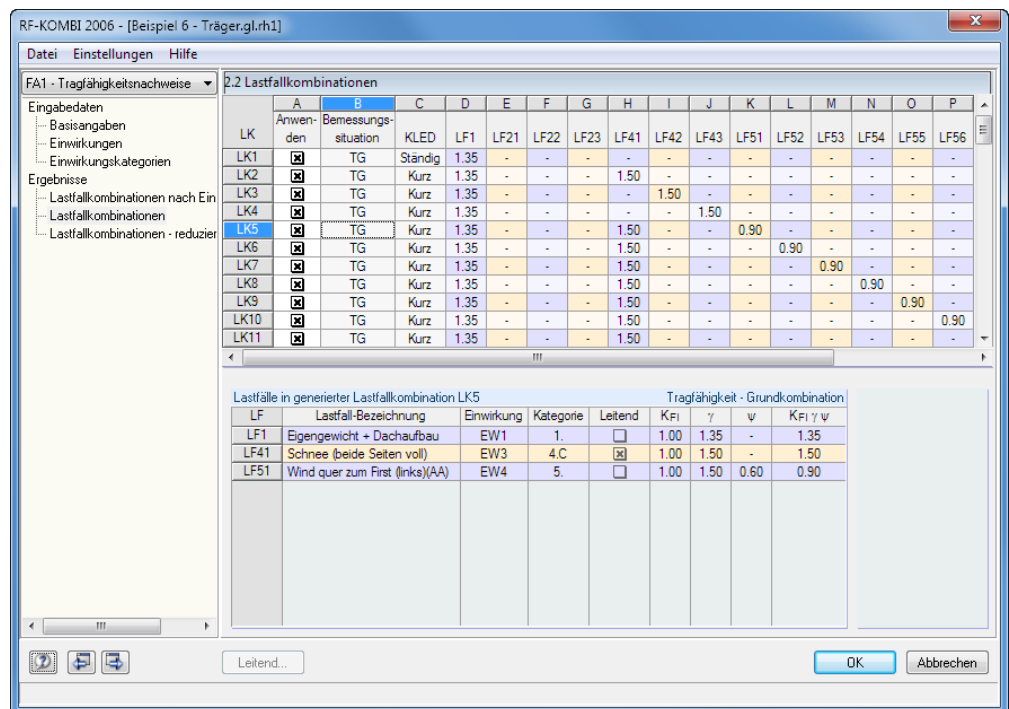 RF-KOMBI 2006 - [Beispiel 6 - Träger.gl.rh1]
Datei Einstellungen Hilfe
FA1 - Tragfähigkeitsnachweise
Eingabedaten
Basisangaben
Einwirkungen
Einwirkungskategorien
Ergebnisse
Lastfallkombinationen nach Ein
Lastfallkombinationen
Lastfallkombinationen - reduzier
2.2 Lastfallkombinationen
A B C D E F G H I J K L M N O P
Anwen- Bemessungs-
LK den situation KLED LF1 LF21 LF22 LF23 LF41 LF42 LF43 LF51 LF52 LF53 LF54 LF55 LF56
LK1 TG Ständig 1.35 - - - - - - - - - - - -
LK2 TG Kurz 1.35 - - - 1.50 - - - - - - - -
LK3 TG Kurz 1.35 - - - - 1.50 - - - - - - -
LK4 TG Kurz 1.35 - - - - - 1.50 - - - - - -
LK5 TG Kurz 1.35 - - - 1.50 - - 0.90 - - - - -
LK6 TG Kurz 1.35 - - - 1.50 - - - 0.90 - - - -
LK7 TG Kurz 1.35 - - - 1.50 - - - - 0.90 - - -
LK8 TG Kurz 1.35 - - - 1.50 - - - - - 0.90 - -
LK9 TG Kurz 1.35 - - - 1.50 - - - - - - 0.90 -
LK10 TG Kurz 1.35 - - - 1.50 - - - - - - - 0.90
LK11 TG Kurz 1.35 - - - 1.50 - - - - - - - -
Lastfälle in generierter Lastfallkombination LK5 Tragfähigkeit - Grundkombination
LF Lastfall-Bezeichnung Einwirkung Kategorie Leitend KFI γ ψ KFI γ ψ
LF1 Eigengewicht + Dachaufbau EW1 1. 1.00 1.35 - 1.35
LF41 Schnee (beide Seiten voll) EW3 4.C 1.00 1.50 - 1.50
LF51 Wind quer zum First (links)(AA) EW4 5. 1.00 1.50 0.60 0.90
Leitend...
OK
Abbrechen